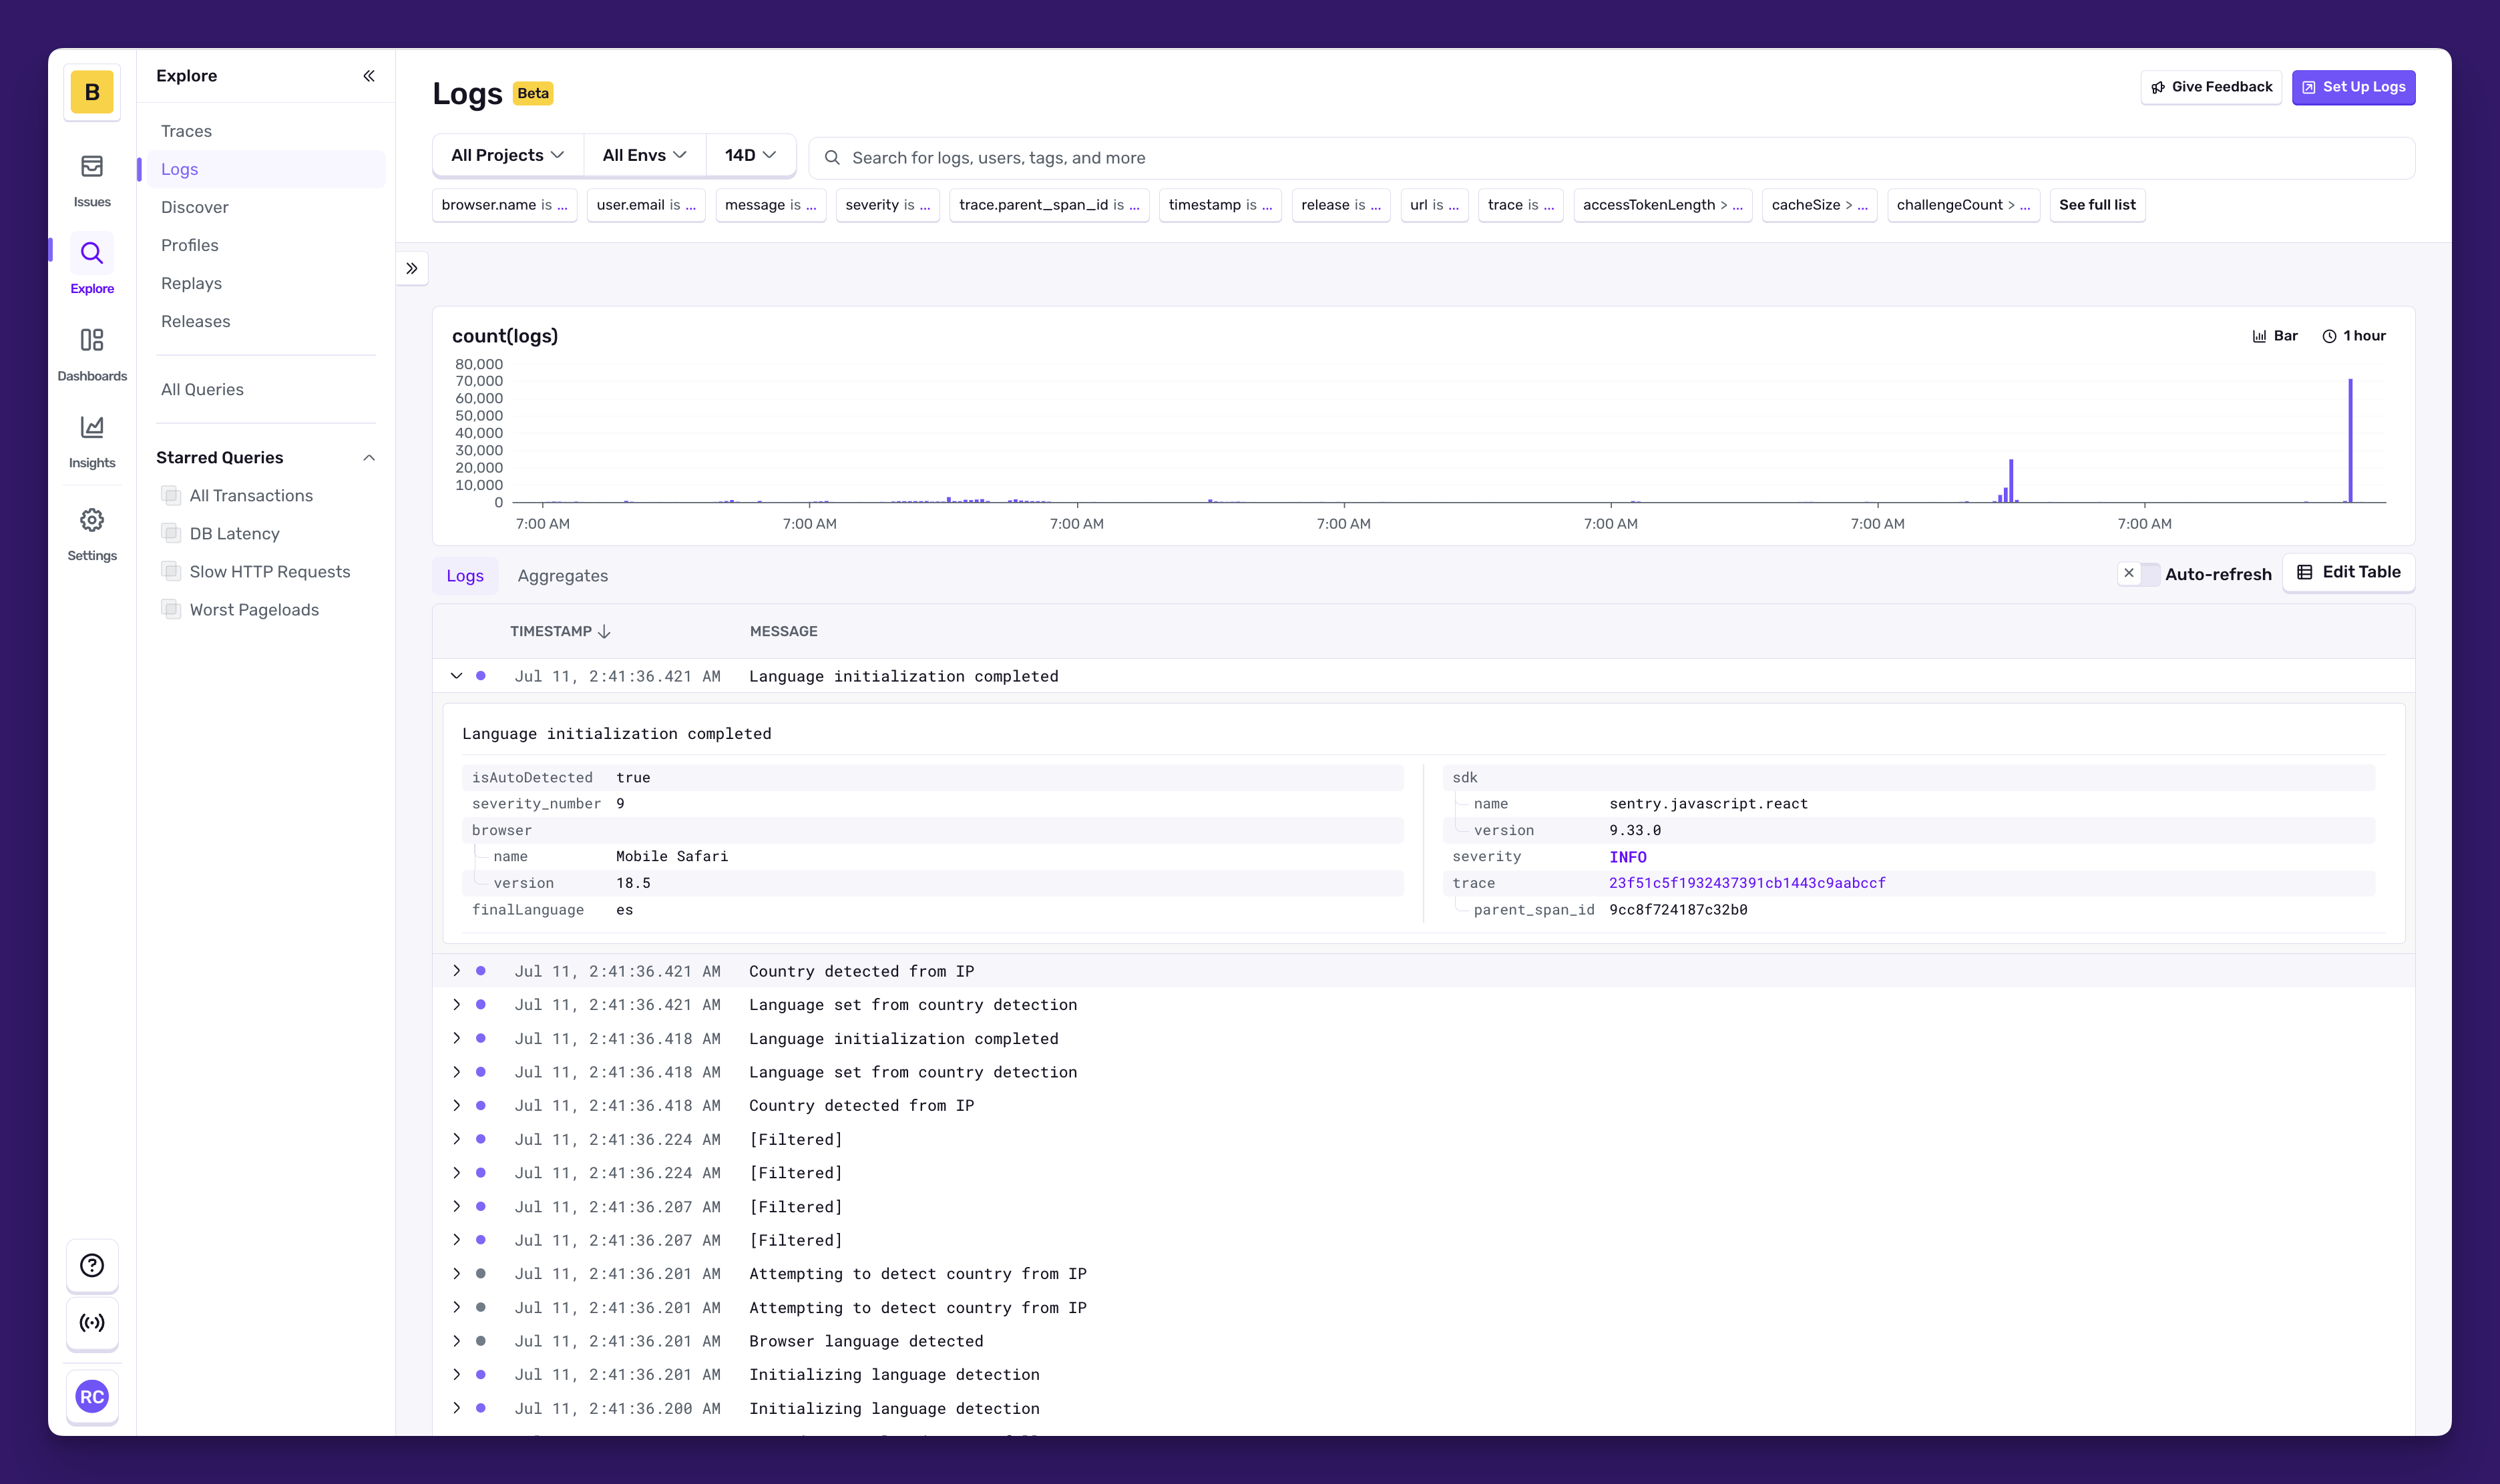 B
Issues
Explore
Dashboards
Insights
Settings
RC
Explore
Traces
Logs
Discover
Profiles
Replays
Releases
All Queries
Starred Queries
All Transactions
DB Latency
Slow HTTP Requests
Worst Pageloads
Logs Beta
Give Feedback Set Up Logs
All Projects All Envs 14D Search for logs, users, tags, and more
browser.name is ... user.email is ... message is ... severity is ... trace.parent_span_id is ... timestamp is ... release is ... url is ... trace is ... accessTokenLength > ... cacheSize > ... challengeCount > ... See full list
count(logs) Bar 1 hour
80,000
70,000
60,000
50,000
40,000
30,000
20,000
10,000
0
7:00 AM 7:00 AM 7:00 AM 7:00 AM 7:00 AM 7:00 AM 7:00 AM
Logs Aggregates Auto-refresh Edit Table
TIMESTAMP MESSAGE
Jul 11, 2:41:36.421 AM Language initialization completed
Language initialization completed
isAutoDetected true
severity_number 9
browser
name Mobile Safari
version 18.5
finalLanguage es
sdk
name sentry.javascript.react
version 9.33.0
severity INFO
trace 23f51c5f1932437391cb1443c9aabccf
parent_span_id 9cc8f724187c32b0
Jul 11, 2:41:36.421 AM Country detected from IP
Jul 11, 2:41:36.421 AM Language set from country detection
Jul 11, 2:41:36.418 AM Language initialization completed
Jul 11, 2:41:36.418 AM Language set from country detection
Jul 11, 2:41:36.418 AM Country detected from IP
Jul 11, 2:41:36.224 AM [Filtered]
Jul 11, 2:41:36.224 AM [Filtered]
Jul 11, 2:41:36.207 AM [Filtered]
Jul 11, 2:41:36.207 AM [Filtered]
Jul 11, 2:41:36.201 AM Attempting to detect country from IP
Jul 11, 2:41:36.201 AM Attempting to detect country from IP
Jul 11, 2:41:36.201 AM Browser language detected
Jul 11, 2:41:36.201 AM Initializing language detection
Jul 11, 2:41:36.200 AM Initializing language detection